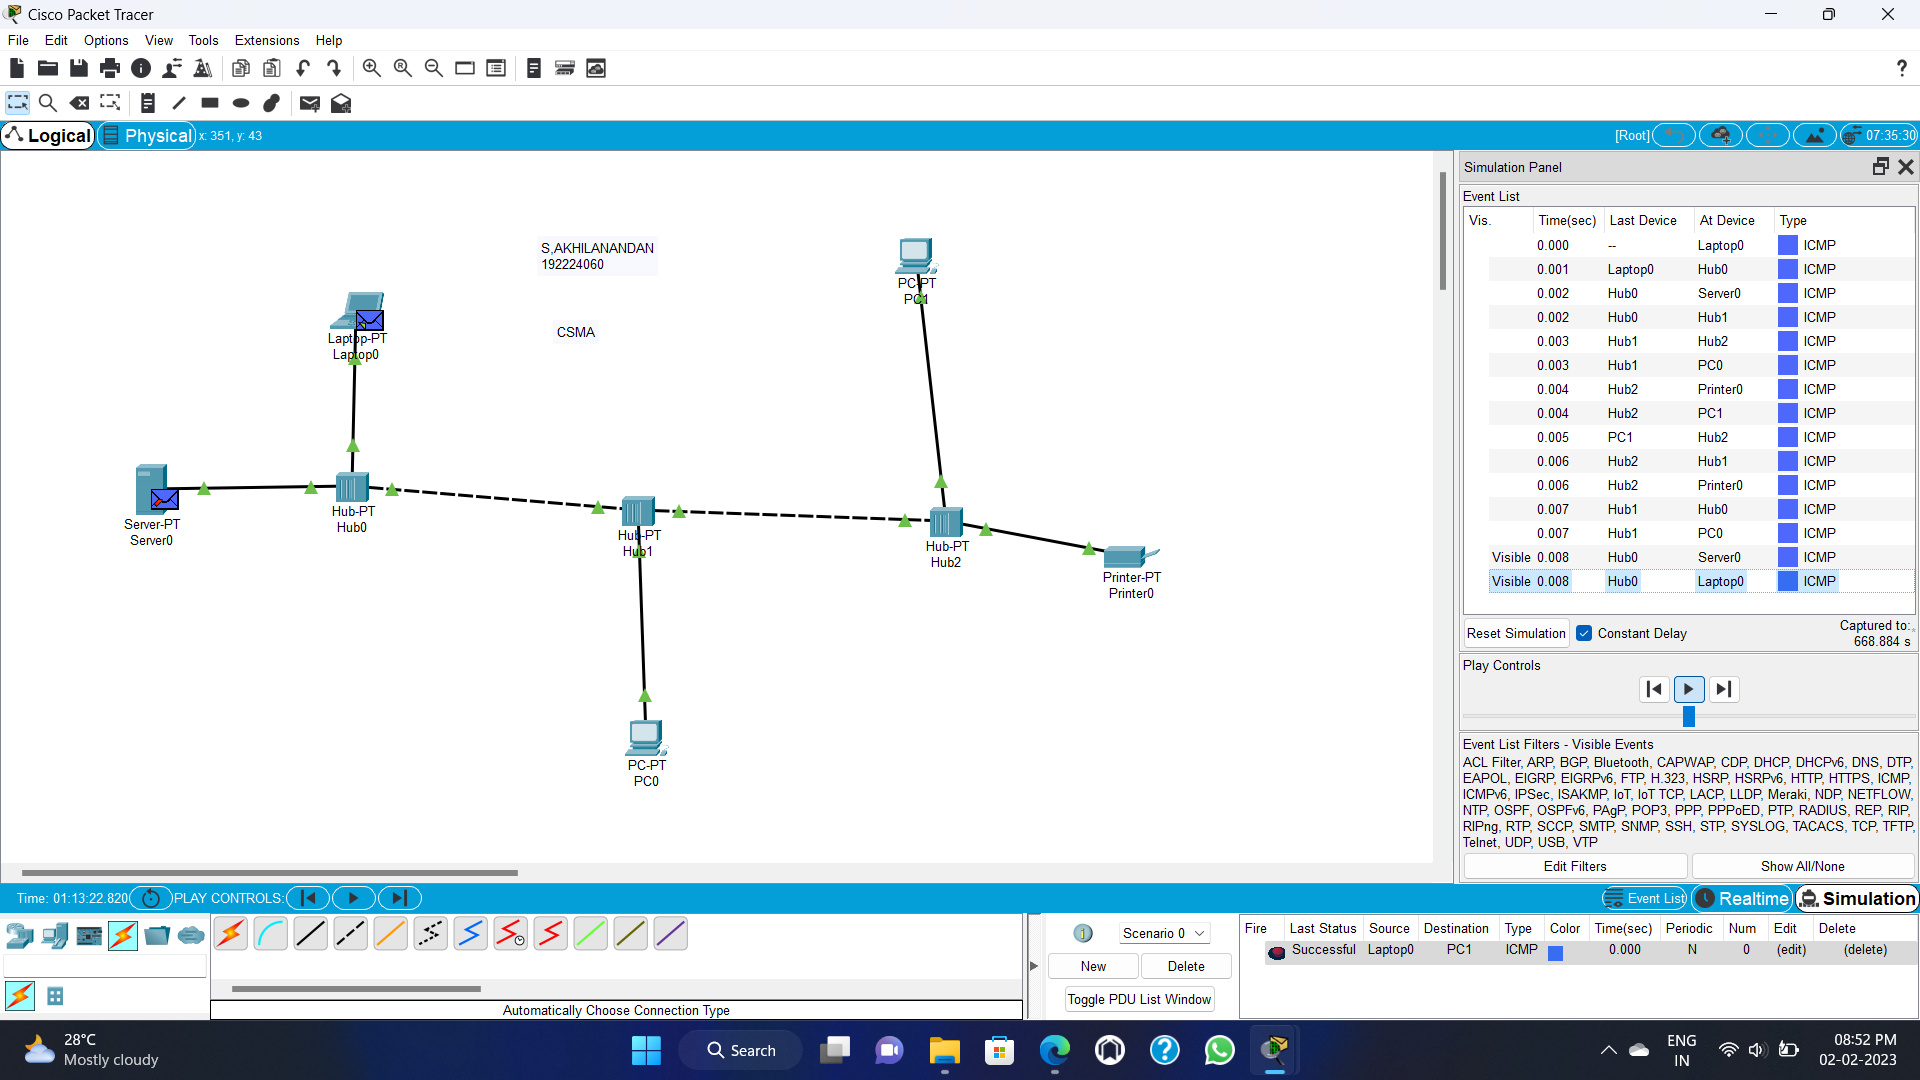 Cisco Packet Tracer
File Edit Options View Tools Extensions Help
?
Logical Physical x: 351, y: 43 [Root] 07:35:30
S,AKHILANANDAN
192224060
CSMA
Laptop-PT
Laptop0
PC-PT
PC1
Server-PT
Server0
Hub-PT
Hub0
Hub-PT
Hub1
Hub-PT
Hub2
Printer-PT
Printer0
PC-PT
PC0
Simulation Panel
Event List
Vis. Time(sec) Last Device At Device Type
0.000 -- Laptop0 ICMP
0.001 Laptop0 Hub0 ICMP
0.002 Hub0 Server0 ICMP
0.002 Hub0 Hub1 ICMP
0.003 Hub1 Hub2 ICMP
0.003 Hub1 PC0 ICMP
0.004 Hub2 Printer0 ICMP
0.004 Hub2 PC1 ICMP
0.005 PC1 Hub2 ICMP
0.006 Hub2 Hub1 ICMP
0.006 Hub2 Printer0 ICMP
0.007 Hub1 Hub0 ICMP
0.007 Hub1 PC0 ICMP
Visible 0.008 Hub0 Server0 ICMP
Visible 0.008 Hub0 Laptop0 ICMP
Reset Simulation Constant Delay Captured to:
668.884 s
Play Controls
Event List Filters - Visible Events
ACL Filter, ARP, BGP, Bluetooth, CAPWAP, CDP, DHCP, DHCPv6, DNS, DTP,
EAPOL, EIGRP, EIGRPv6, FTP, H.323, HSRP, HSRPv6, HTTP, HTTPS, ICMP,
ICMPv6, IPSec, ISAKMP, IoT, IoT TCP, LACP, LLDP, Meraki, NDP, NETFLOW,
NTP, OSPF, OSPFv6, PAgP, POP3, PPP, PPPoED, PTP, RADIUS, REP, RIP,
RIPng, RTP, SCCP, SMTP, SNMP, SSH, STP, SYSLOG, TACACS, TCP, TFTP,
Telnet, UDP, USB, VTP
Edit Filters Show All/None
Time: 01:13:22.820 PLAY CONTROLS: Event List Realtime Simulation
Automatically Choose Connection Type
1 Scenario 0
New Delete
Toggle PDU List Window
Fire Last Status Source Destination Type Color Time(sec) Periodic Num Edit Delete
Successful Laptop0 PC1 ICMP 0.000 N 0 (edit) (delete)
28°C
Mostly cloudy
Search
ENG
IN
08:52 PM
02-02-2023